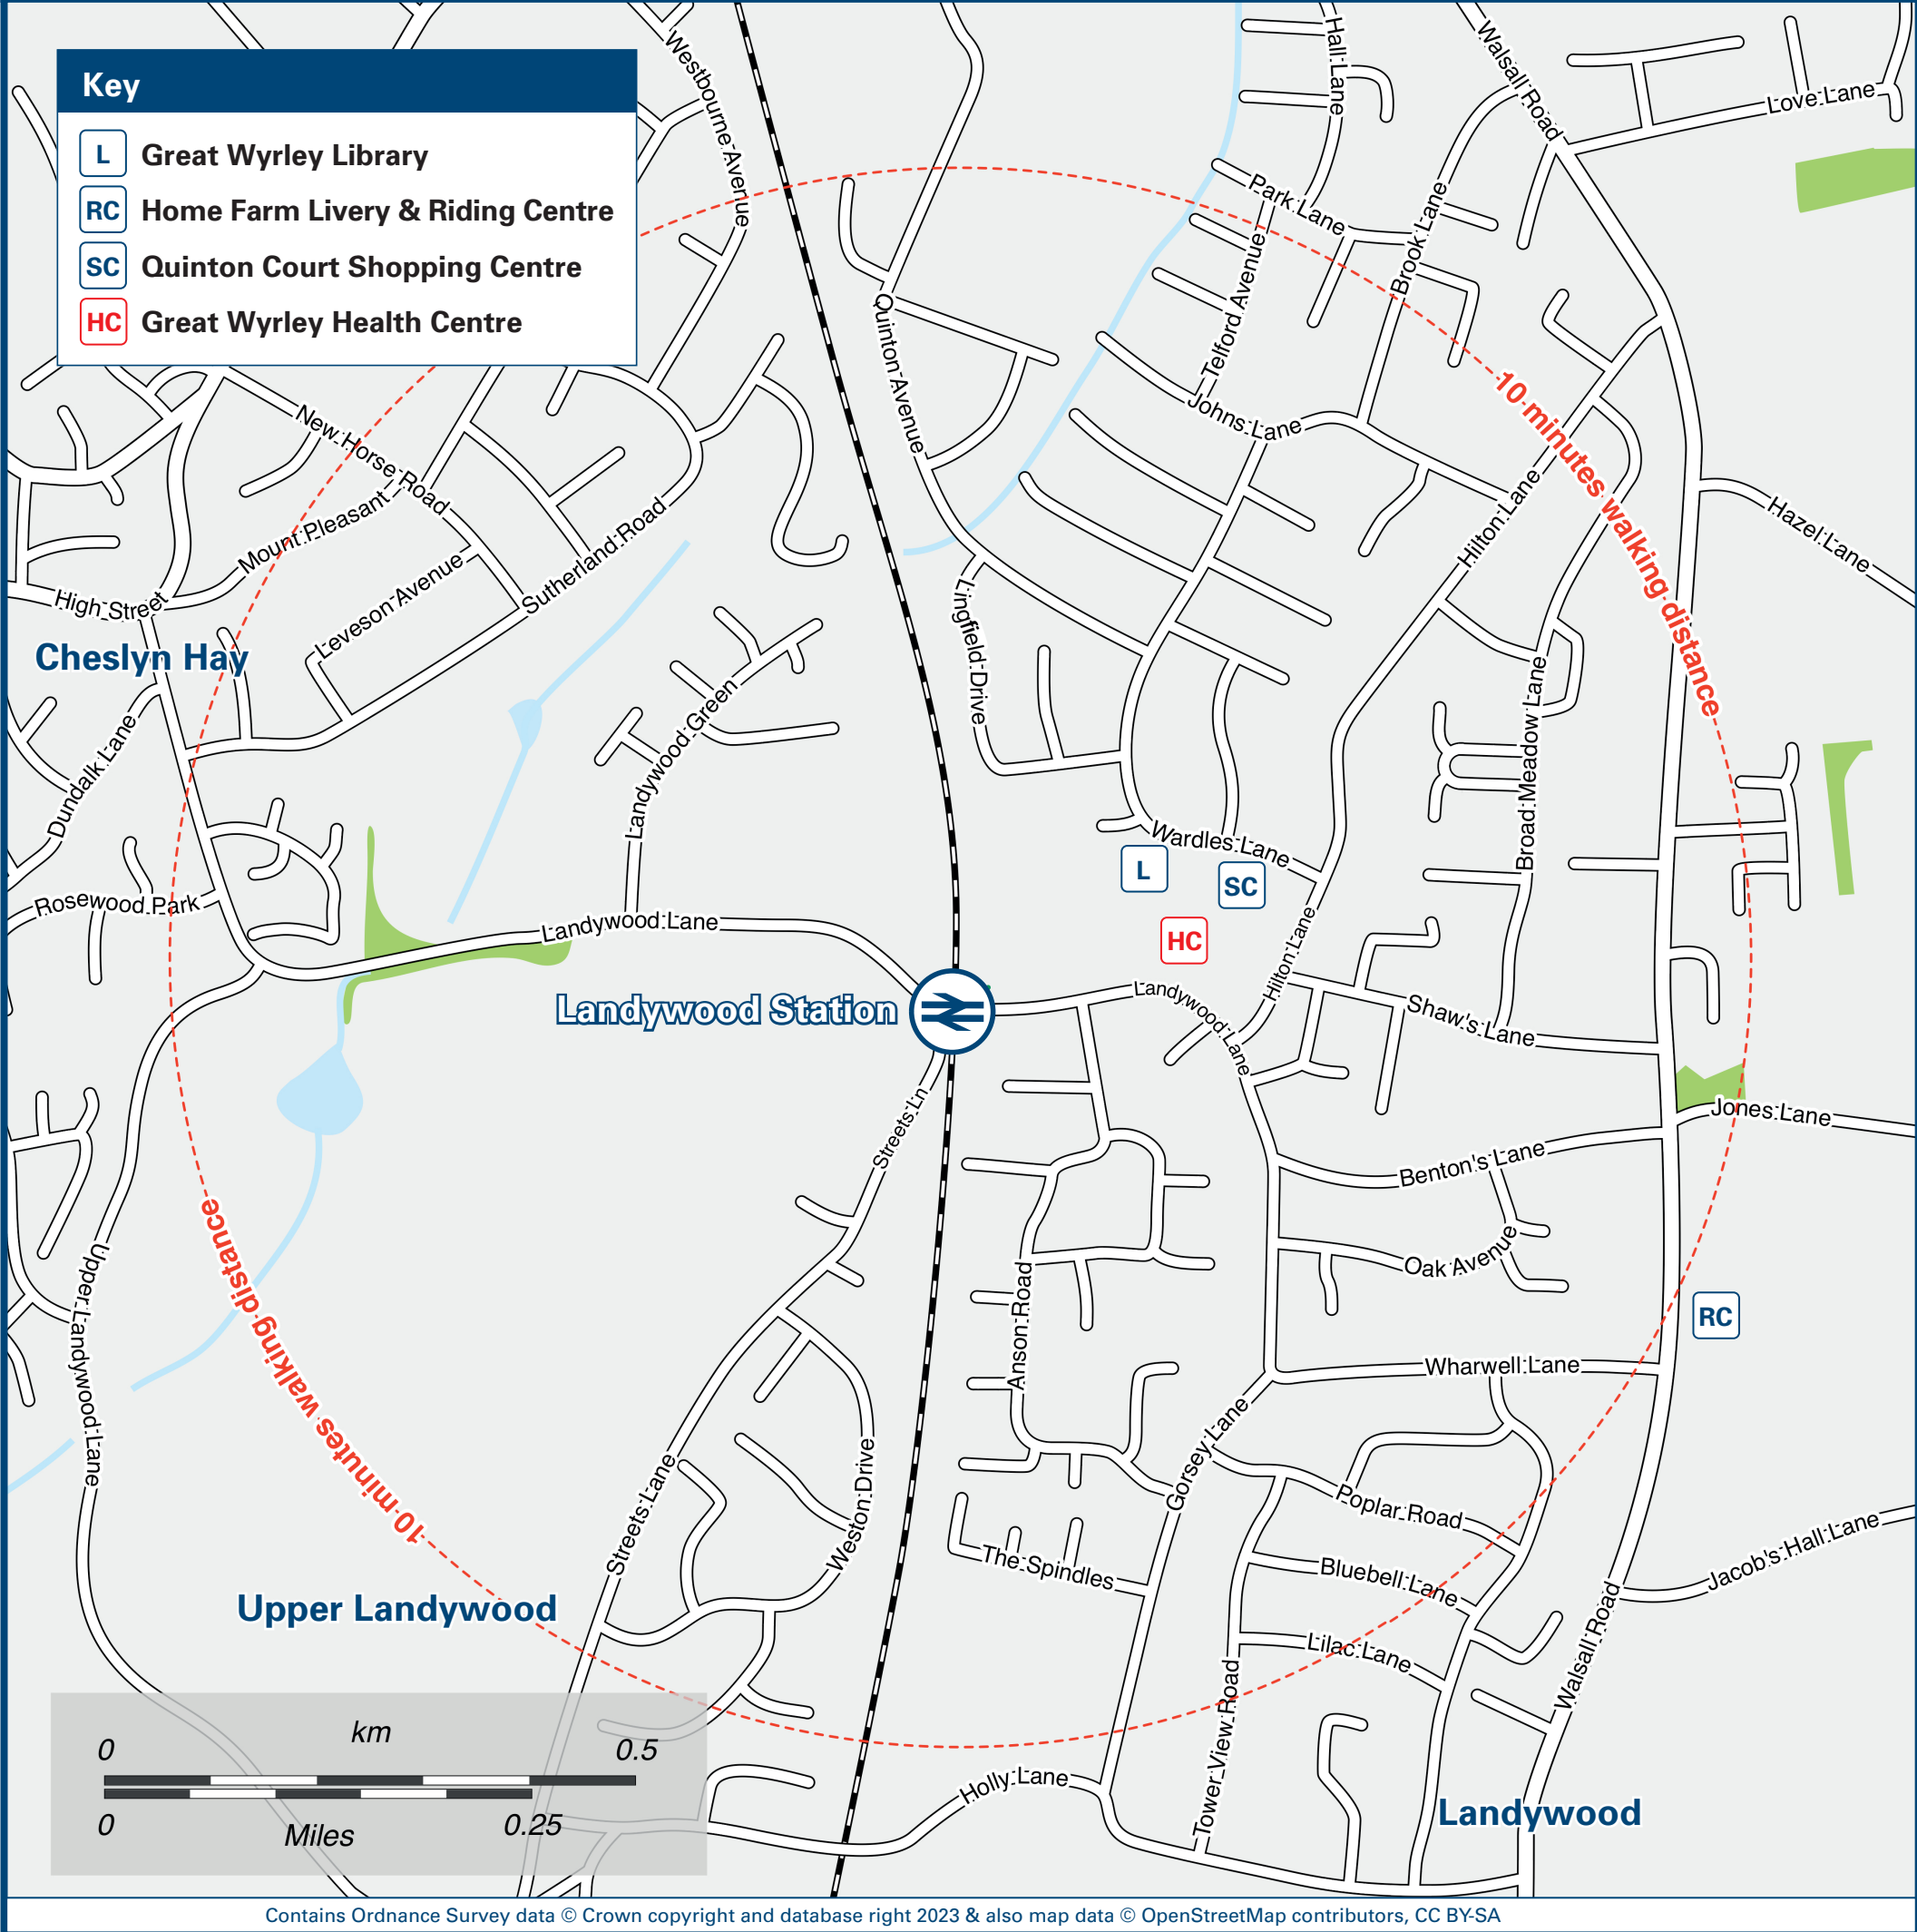 Key
L Great Wyrley Library
RC Home Farm Livery & Riding Centre
SC Quinton Court Shopping Centre
HC Great Wyrley Health Centre
Westbourne Avenue
Hall Lane
Walsall Road
Love Lane
Park Lane
Brook Lane
Telford Avenue
Quinton Avenue
Johns Lane
10 minutes walking distance
New Horse Road
Mount Pleasant
Hilton Lane
Hazel Lane
Sutherland Road
Leveson Avenue
High Street
Lingfield Drive
Cheslyn Hay
Landywood Green
Broad Meadow Lane
Dundalk Lane
Wardles Lane
L
SC
HC
Rosewood Park
Landywood Lane
Hilton Lane
Landywood Station
Landywood Lane
Shaw's Lane
Streets Ln
Jones Lane
Benton's Lane
Oak Avenue
Upper Landywood Lane
10 minutes walking distance
Anson Road
RC
Wharwell Lane
Gorsey Lane
Streets Lane
Weston Drive
Poplar Road
The Spindles
Bluebell Lane
Jacob's Hall Lane
Upper Landywood
Lilac Lane
Walsall Road
Tower View Road
Holly Lane
Landywood
km
0 0.5
0 0.25
Miles
Contains Ordnance Survey data © Crown copyright and database right 2023 & also map data © OpenStreetMap contributors, CC BY-SA